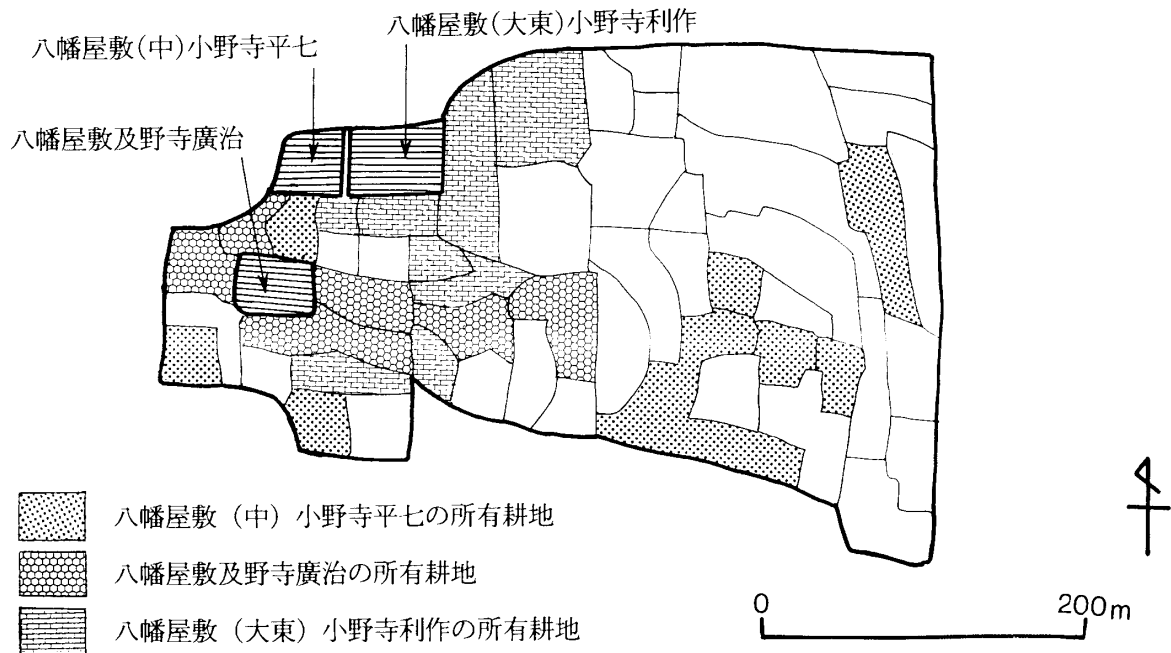 八幡屋敷(大東)小野寺利作
八幡屋敷(中)小野寺平七
八幡屋敷及野寺廣治
八幡屋敷（中）小野寺平七の所有耕地
八幡屋敷及野寺廣治の所有耕地
八幡屋敷（大東）小野寺利作の所有耕地
0 200m